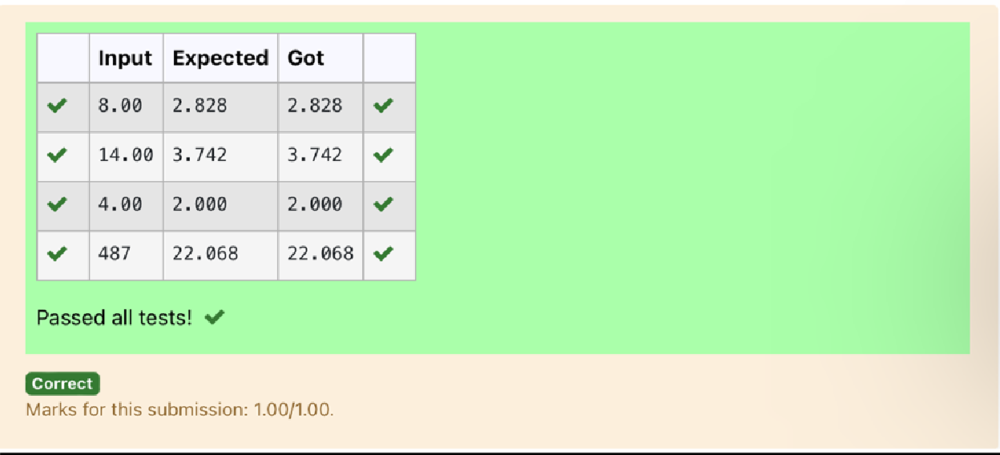 Input Expected Got
8.00 2.828 2.828
14.00 3.742 3.742
4.00 2.000 2.000
487 22.068 22.068
Passed all tests!
Correct
Marks for this submission: 1.00/1.00.